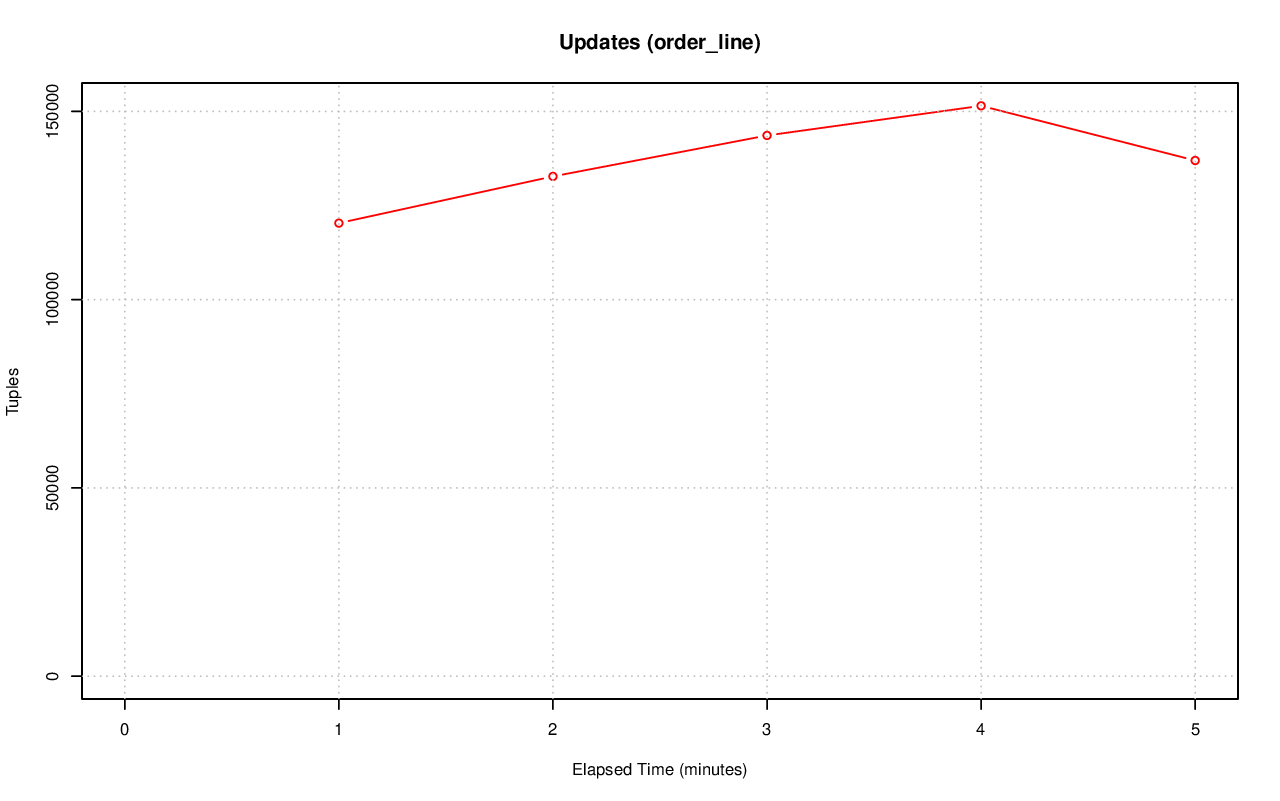 Updates (order_line)
150000
100000
50000
0
Tuples
0 1 2 3 4 5
Elapsed Time (minutes)